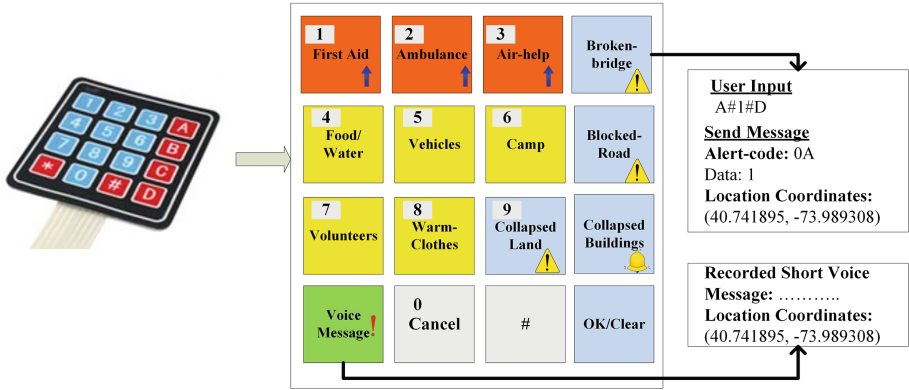 1 2 3 A
4 5 6 B
7 8 9 C
* 0 # D
1
First Aid
2
Ambulance
3
Air-help
Broken-
bridge
4
Food/
Water
5
Vehicles
6
Camp
Blocked-
Road
7
Volunteers
8
Warm-
Clothes
9
Collapsed
Land
Collapsed
Buildings
Voice
Message!
0
Cancel
#
OK/Clear
User Input
A#1#D
Send Message
Alert-code: 0A
Data: 1
Location Coordinates:
(40.741895, -73.989308)
Recorded Short Voice
Message: ………..
Location Coordinates:
(40.741895, -73.989308)